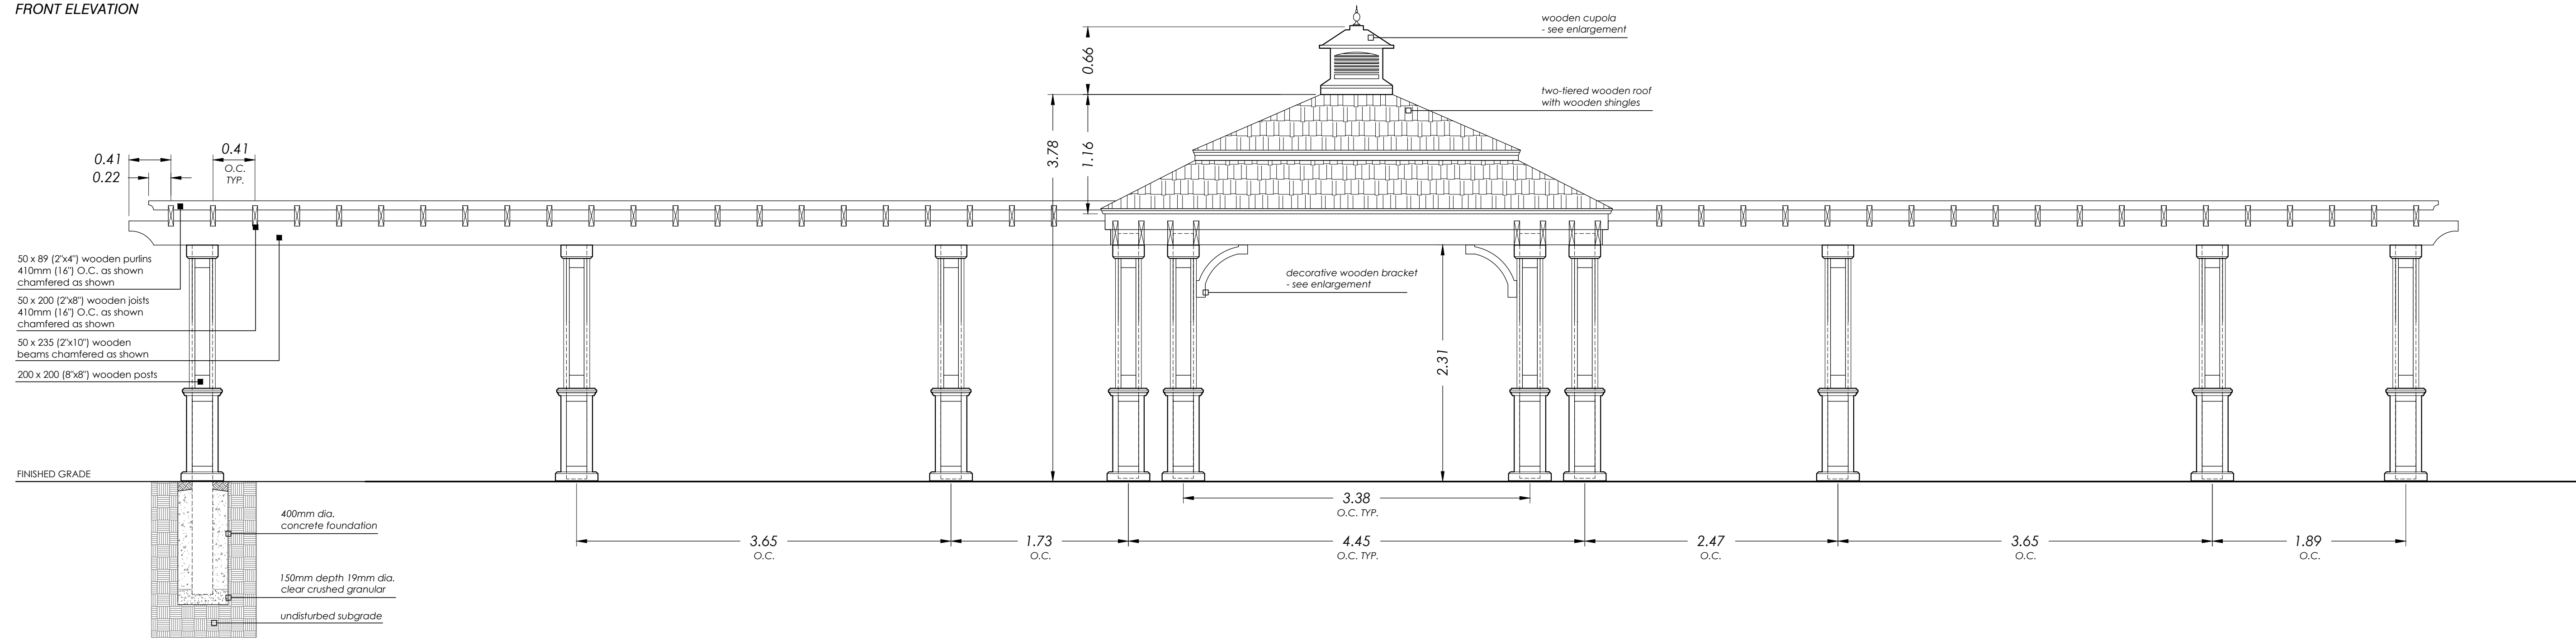 FRONT ELEVATION
wooden cupola
- see enlargement
0.66
two-tiered wooden roof
with wooden shingles
3.78
1.16
0.41
0.22
0.41
O.C.
TYP.
50 x 89 (2"x4") wooden purlins
410mm (16") O.C. as shown
chamfered as shown
50 x 200 (2"x8") wooden joists
410mm (16") O.C. as shown
chamfered as shown
50 x 235 (2"x10") wooden
beams chamfered as shown
200 x 200 (8"x8") wooden posts
decorative wooden bracket
- see enlargement
2.31
FINISHED GRADE
400mm dia.
concrete foundation
150mm depth 19mm dia.
clear crushed granular
undisturbed subgrade
3.38
O.C. TYP.
3.65
O.C.
1.73
O.C.
4.45
O.C. TYP.
2.47
O.C.
3.65
O.C.
1.89
O.C.